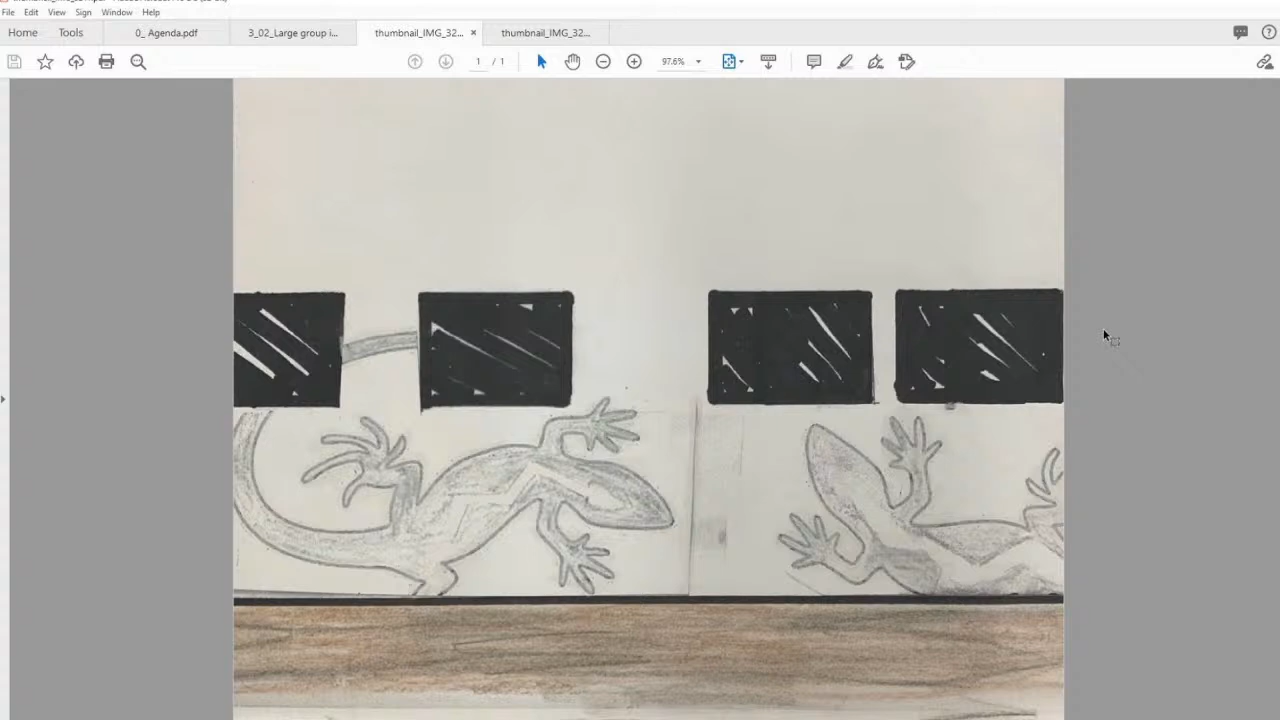 File Edit View Sign Window Help
Home Tools 0_ Agenda.pdf 3_02_Large group i... thumbnail_IMG_32... × thumbnail_IMG_32...
1 / 1 97.6%